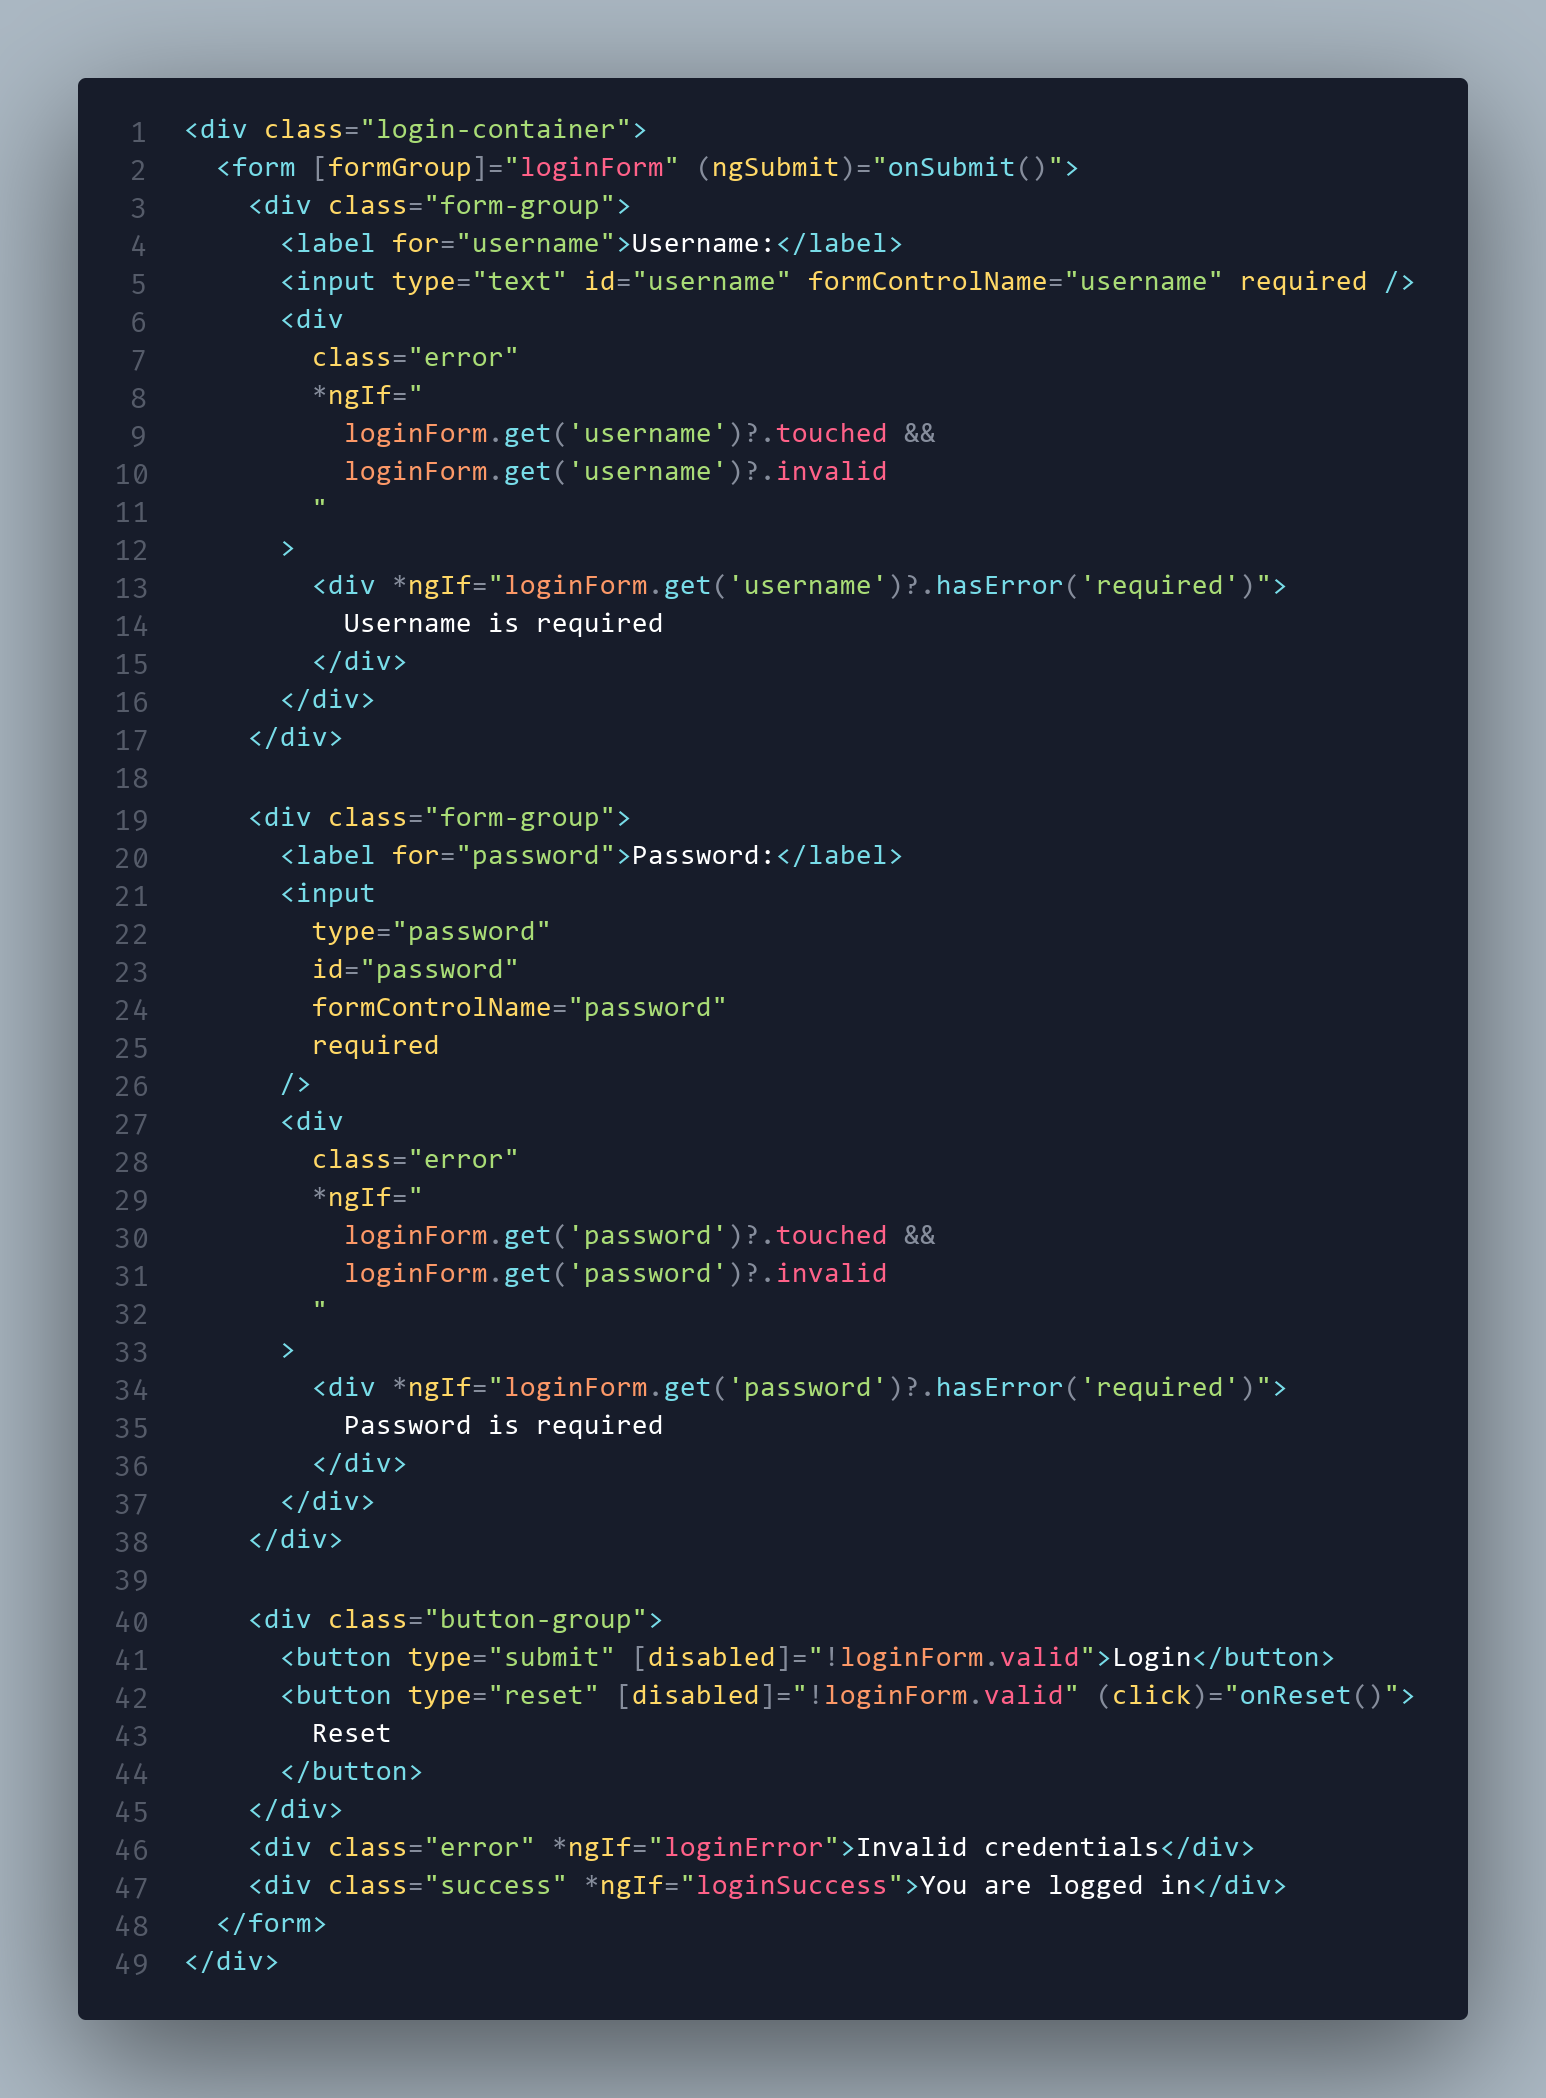 1 <div class="login-container">
2   <form [formGroup]="loginForm" (ngSubmit)="onSubmit()">
3     <div class="form-group">
4       <label for="username">Username:</label>
5       <input type="text" id="username" formControlName="username" required />
6       <div
7         class="error"
8         *ngIf="
9           loginForm.get('username')?.touched &&
10           loginForm.get('username')?.invalid
11         "
12       >
13         <div *ngIf="loginForm.get('username')?.hasError('required')">
14           Username is required
15         </div>
16       </div>
17     </div>
18
19     <div class="form-group">
20       <label for="password">Password:</label>
21       <input
22         type="password"
23         id="password"
24         formControlName="password"
25         required
26       />
27       <div
28         class="error"
29         *ngIf="
30           loginForm.get('password')?.touched &&
31           loginForm.get('password')?.invalid
32         "
33       >
34         <div *ngIf="loginForm.get('password')?.hasError('required')">
35           Password is required
36         </div>
37       </div>
38     </div>
39
40     <div class="button-group">
41       <button type="submit" [disabled]="!loginForm.valid">Login</button>
42       <button type="reset" [disabled]="!loginForm.valid" (click)="onReset()">
43         Reset
44       </button>
45     </div>
46     <div class="error" *ngIf="loginError">Invalid credentials</div>
47     <div class="success" *ngIf="loginSuccess">You are logged in</div>
48   </form>
49 </div>